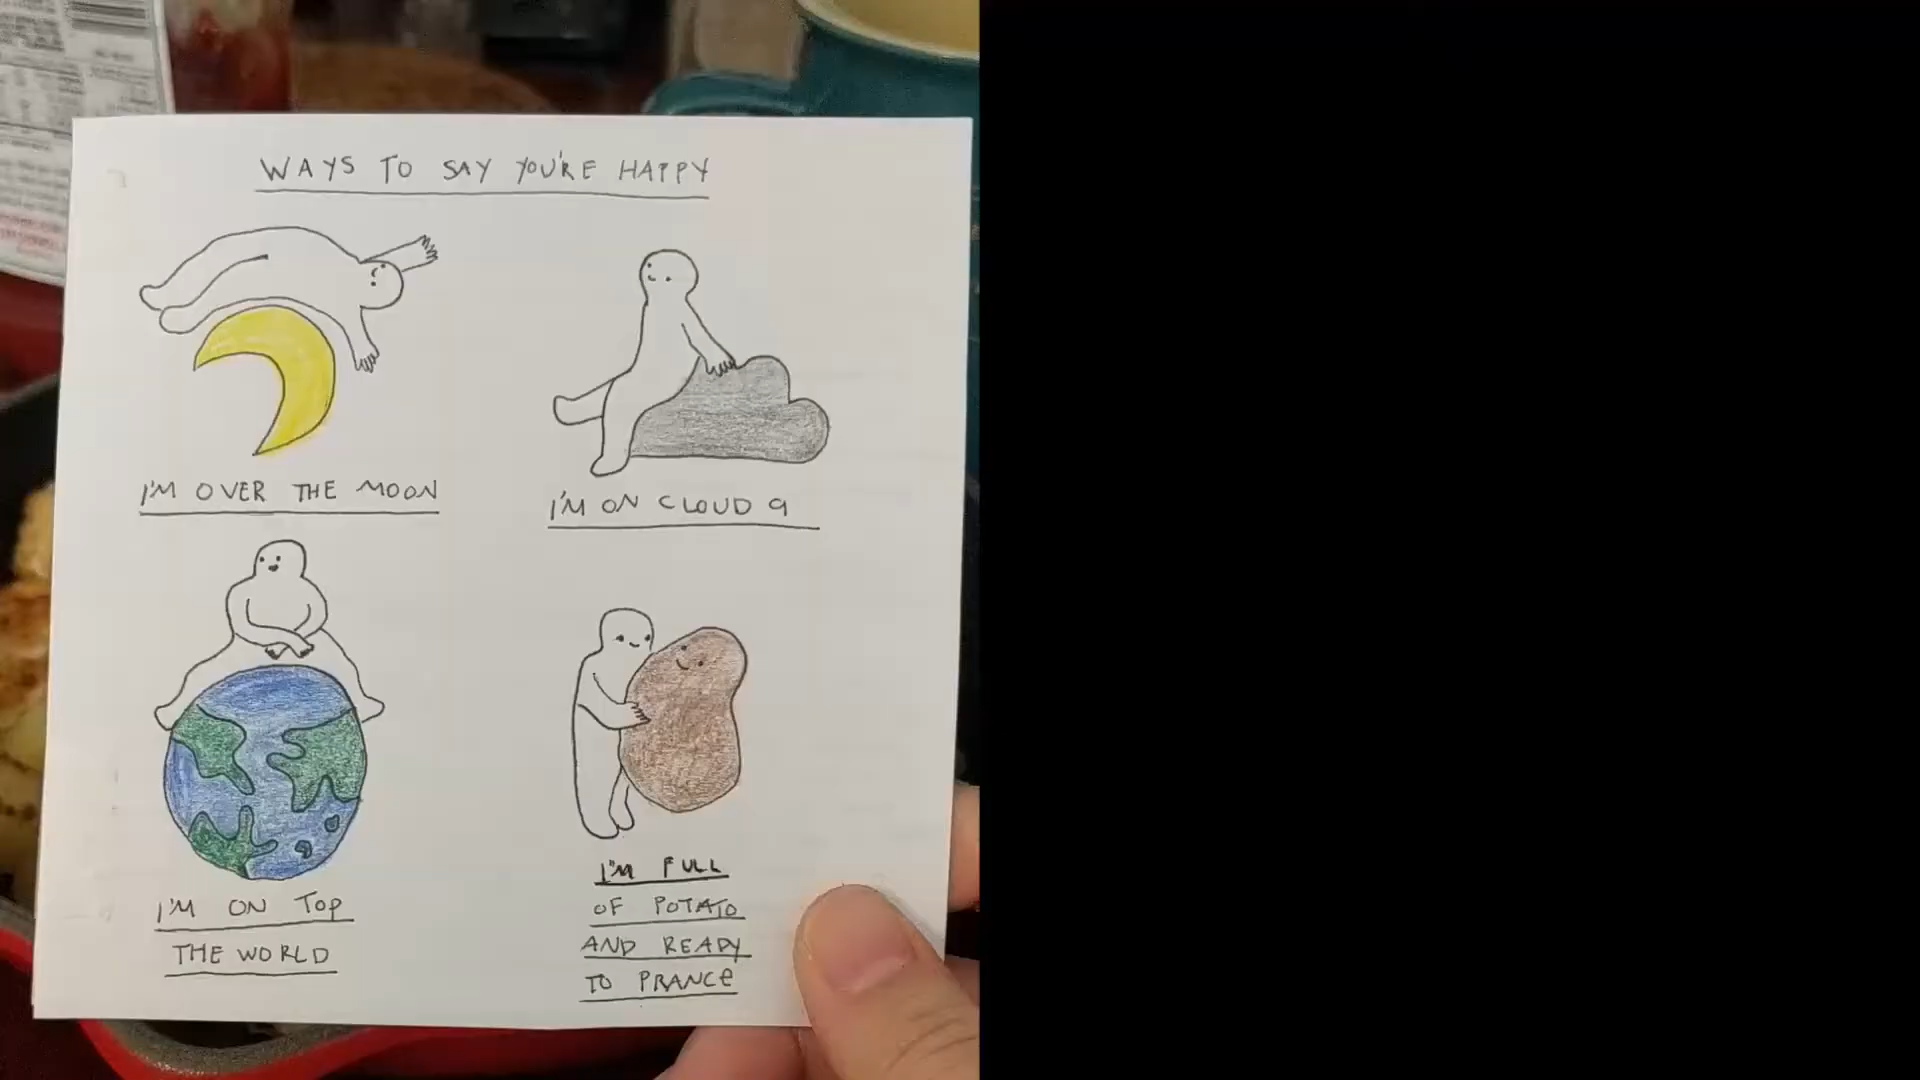 WAYS TO SAY YOU'RE HAPPY
I'M OVER THE MOON
I'M ON CLOUD 9
I'M ON TOP
THE WORLD
I'M FULL
OF POTATO
AND READY
TO PRANCE